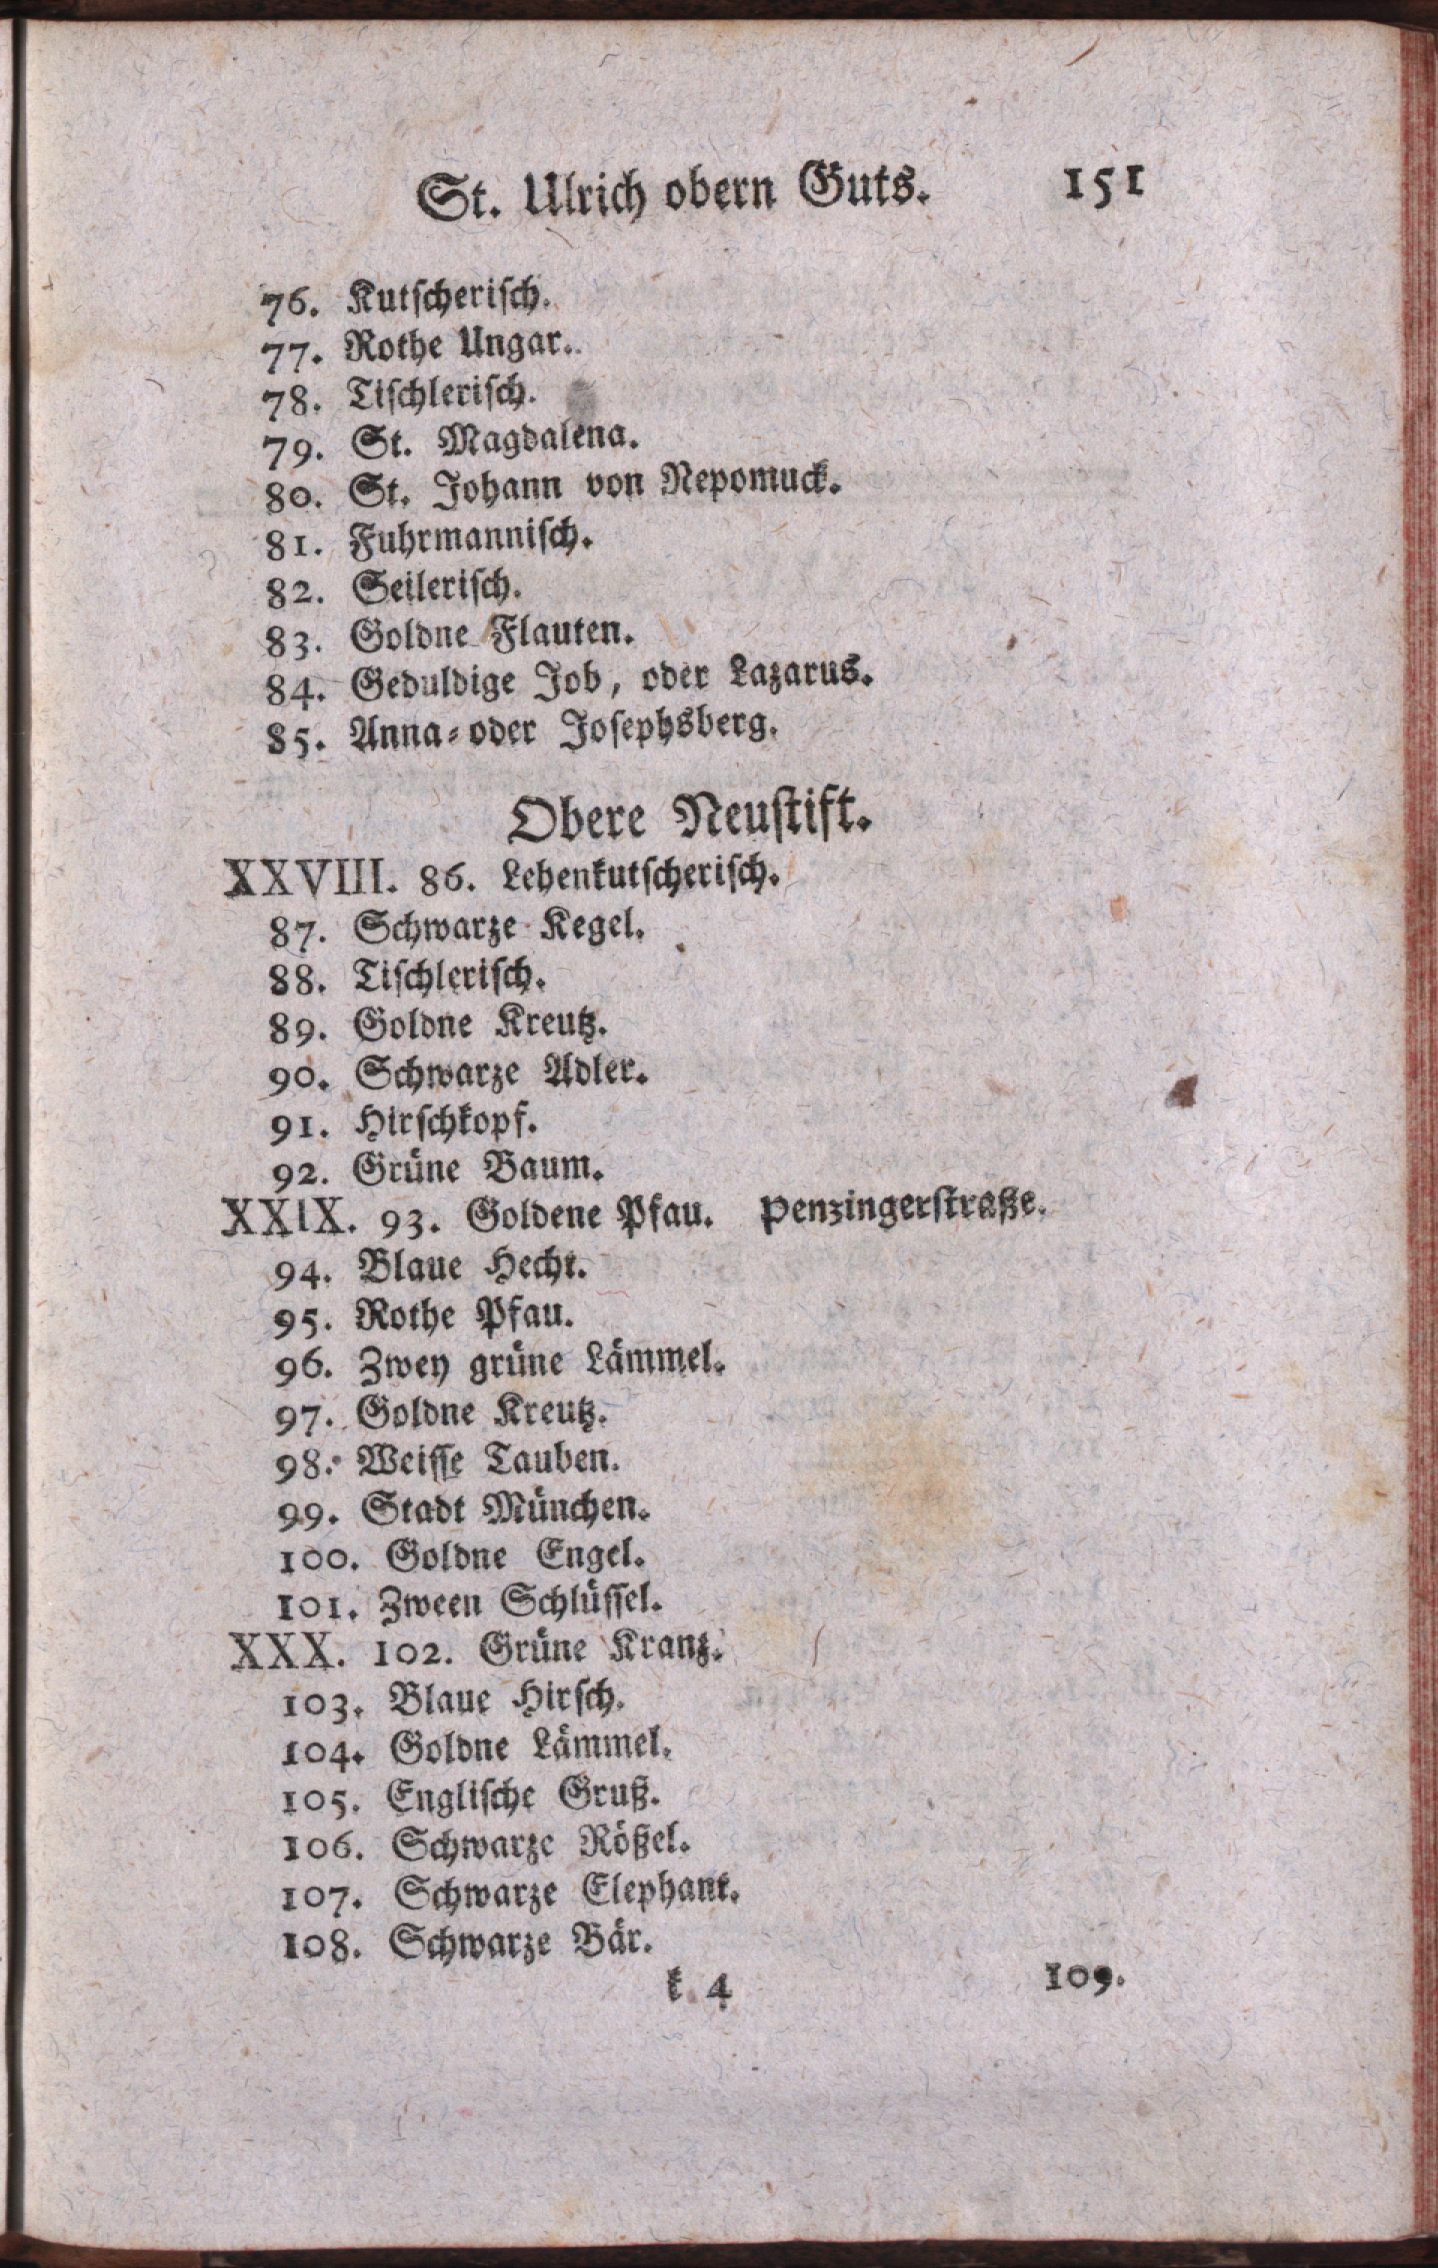 St. Ulrich obern Guts. 151
76. Kutſcheriſch.
77. Rothe Ungar.
78. Tiſchleriſch.
79. St. Magdalena.
80. St. Johann von Nepomuck.
81. Fuhrmanniſch.
82. Seileriſch.
83. Goldne Flauten.
84. Geduldige Job, oder Lazarus.
85. Anna-oder Joſephsberg.
Obere Neuſtift.
XXVIII. 86. Lehenkutſcheriſch.
87. Schwarze Kegel.
88. Tiſchleriſch.
89. Goldne Kreutz.
90. Schwarze Adler.
91. Hirſchkopf.
92. Grüne Baum.
XXIX. 93. Goldene Pfau. Penzingerſtraße.
94. Blaue Hecht.
95. Rothe Pfau.
96. Zwey grüne Lämmel.
97. Goldne Kreutz.
98. Weiſſe Tauben.
99. Stadt München.
100. Goldne Engel.
101. Zween Schlüſſel.
XXX. 102. Grüne Kranz.
103. Blaue Hirſch.
104. Goldne Lämmel.
105. Engliſche Gruß.
106. Schwarze Rößel.
107. Schwarze Elephant.
108. Schwarze Bär.
k 4 109.